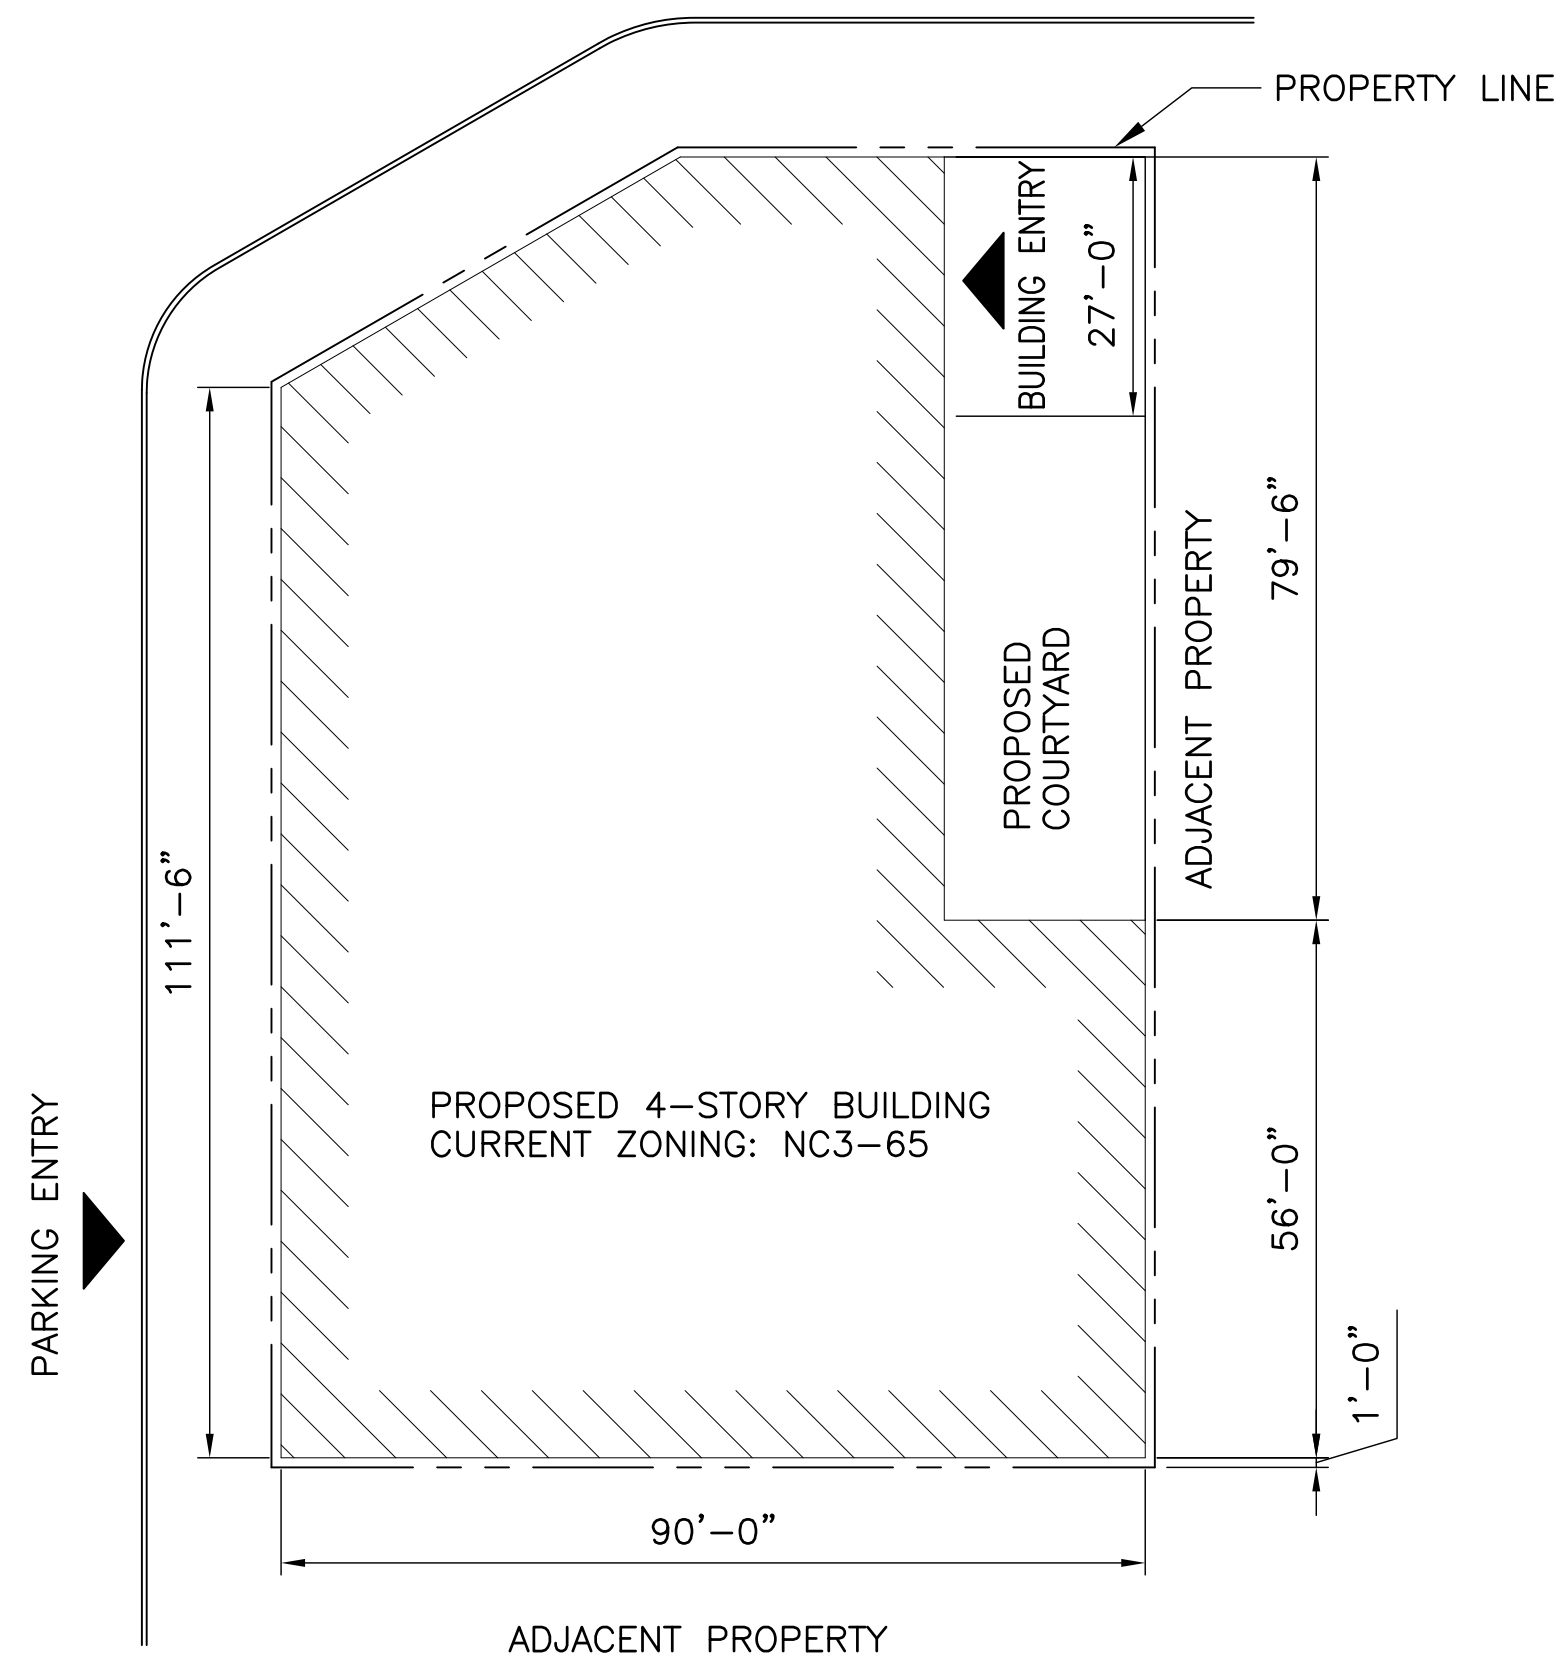 PROPERTY LINE
BUILDING ENTRY
27'–0”
79'–6”
ADJACENT PROPERTY
PROPOSED
COURTYARD
111'–6”
PROPOSED 4–STORY BUILDING
CURRENT ZONING: NC3–65
PARKING ENTRY
56'–0”
1'–0”
90'–0”
ADJACENT PROPERTY